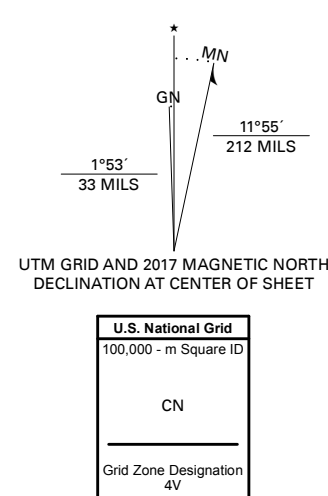 ★
MN
GN
11°55´
212 MILS
1°53´
33 MILS
UTM GRID AND 2017 MAGNETIC NORTH
DECLINATION AT CENTER OF SHEET
U.S. National Grid
100,000 - m Square ID
CN
Grid Zone Designation
4V